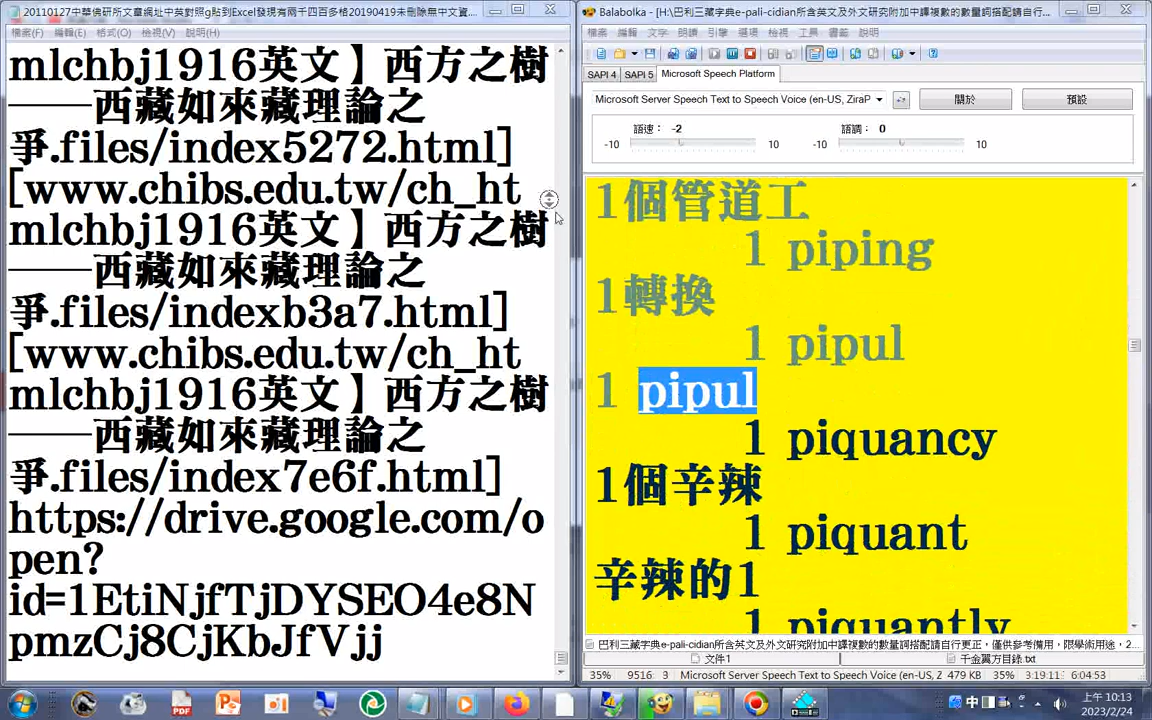 20110127中華佛研所文章網址中英對照g貼到Excel發現有兩千四百多格20190419未刪除無中文資...
檔案(F) 編輯(E) 格式(O) 檢視(V) 說明(H)
mlchbj1916英文】西方之樹
——西藏如來藏理論之
爭.files/index5272.html]
[www.chibs.edu.tw/ch_ht
mlchbj1916英文】西方之樹
——西藏如來藏理論之
爭.files/indexb3a7.html]
[www.chibs.edu.tw/ch_ht
mlchbj1916英文】西方之樹
——西藏如來藏理論之
爭.files/index7e6f.html]
https://drive.google.com/o
pen?
id=1EtiNjfTjDYSEO4e8N
pmzCj8CjKbJfVjj
Balabolka - [H:\巴利三藏字典e-pali-cidian所含英文及外文研究附加中譯複數的數量詞搭配請自行...
檔案 編輯 文字 朗讀 引擎 選項 檢視 工具 書籤 說明
SAPI 4 SAPI 5 Microsoft Speech Platform
Microsoft Server Speech Text to Speech Voice (en-US, ZiraP 關於 預設
語速： -2 語調： 0
-10 10 -10 10
1個管道工
1 piping
1轉換
1 pipul
1 pipul
1 piquancy
1個辛辣
1 piquant
辛辣的1
1 piquantly
巴利三藏字典e-pali-cidian所含英文及外文研究附加中譯複數的數量詞搭配請自行更正，僅供參考備用，限學術用途，2...
文件1 千金翼方目錄.txt
35% 9516: 3 Microsoft Server Speech Text to Speech Voice (en-US, Z 479 KB 35% 3:19:11 6:04:53
中
上午 10:13
2023/2/24